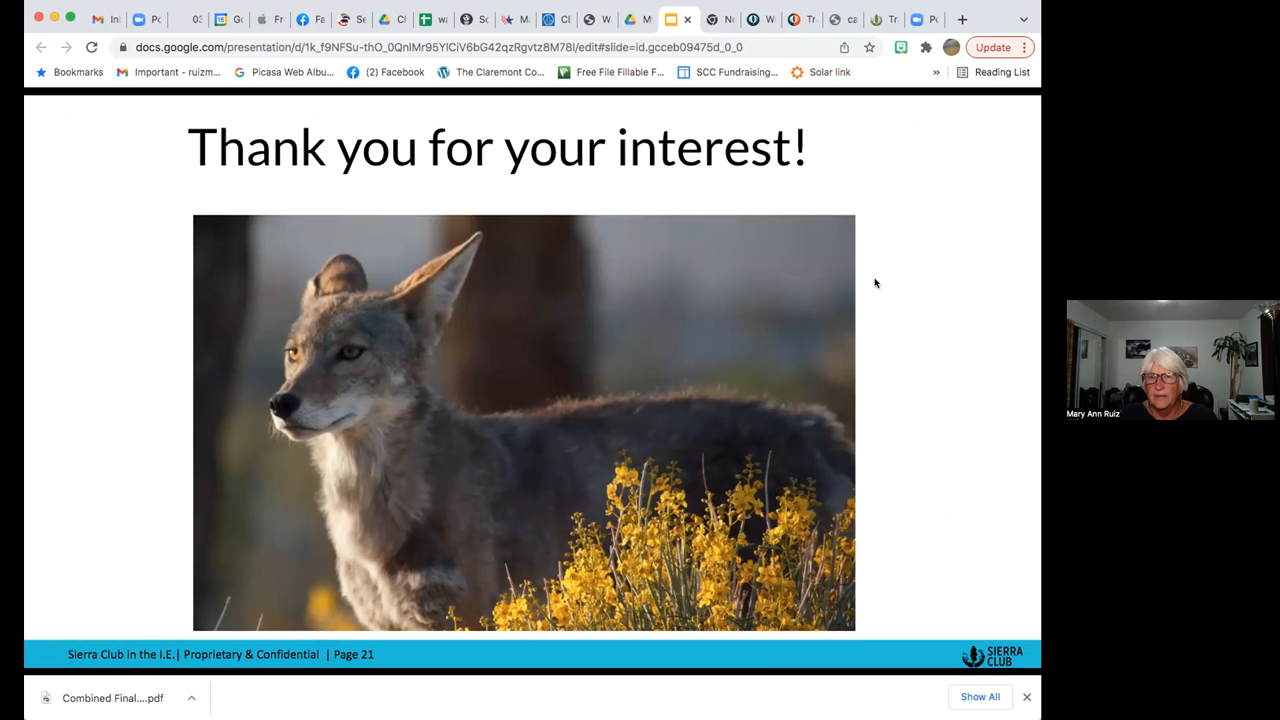 docs.google.com/presentation/d/1k_f9NFSu-thO_0QnIMr95YlCiV6bG42qzRgvtz8M78I/edit#slide=id.gcceb09475d_0_0
Update
Bookmarks
Important - ruizm...
Picasa Web Albu...
(2) Facebook
The Claremont Co...
Free File Fillable F...
SCC Fundraising...
Solar link
»
Reading List
Thank you for your interest!
Mary Ann Ruiz
Sierra Club in the I.E.| Proprietary & Confidential | Page 21
SIERRA
CLUB
Combined Final....pdf
Show All